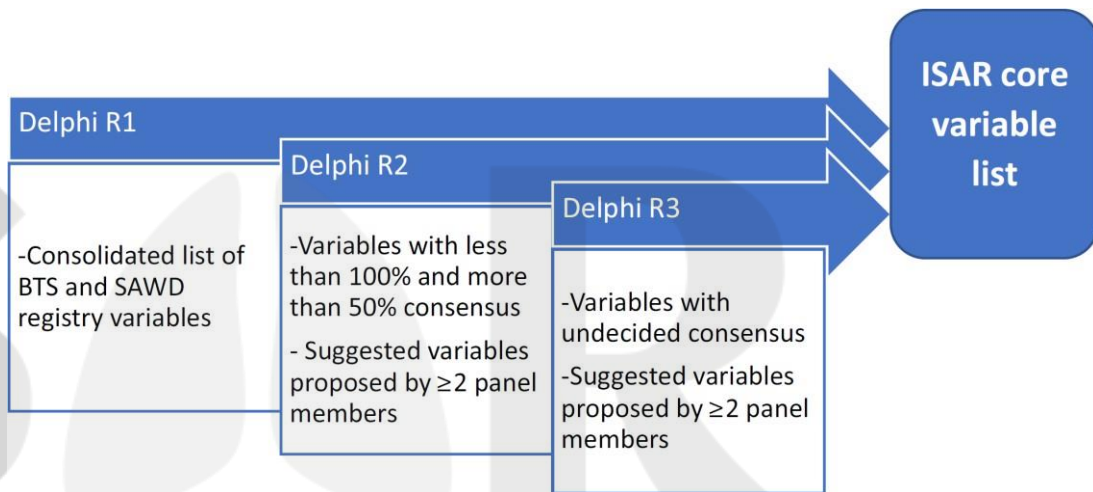 ISAR core
variable
list
Delphi R1
-Consolidated list of
BTS and SAWD
registry variables
Delphi R2
-Variables with less
than 100% and more
than 50% consensus
- Suggested variables
proposed by ≥2 panel
members
Delphi R3
-Variables with
undecided consensus
-Suggested variables
proposed by ≥2 panel
members